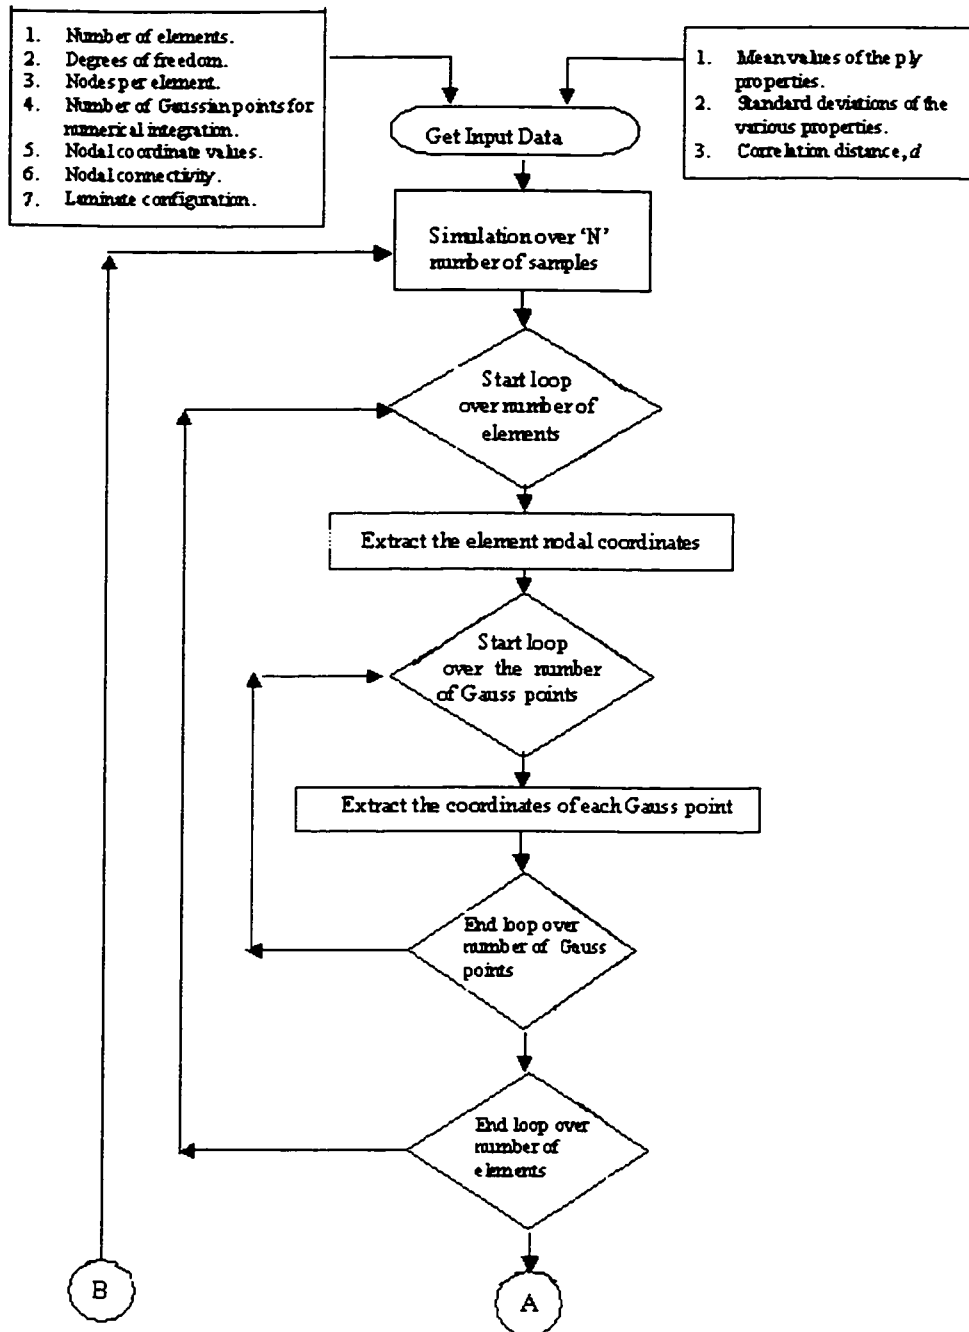 1. Number of elements.
2. Degrees of freedom.
3. Nodes per element.
4. Number of Gaussian points for
numerical integration.
5. Nodal coordinate values.
6. Nodal connectivity.
7. Laminate configuration.
1. Mean values of the ply
properties.
2. Standard deviations of the
various properties.
3. Correlation distance, d
Get Input Data
Simulation over 'N'
number of samples
Start loop
over number of
elements
Extract the element nodal coordinates
Start loop
over the number
of Gauss points
Extract the coordinates of each Gauss point
End loop over
number of Gauss
points
End loop over
number of
elements
B
A